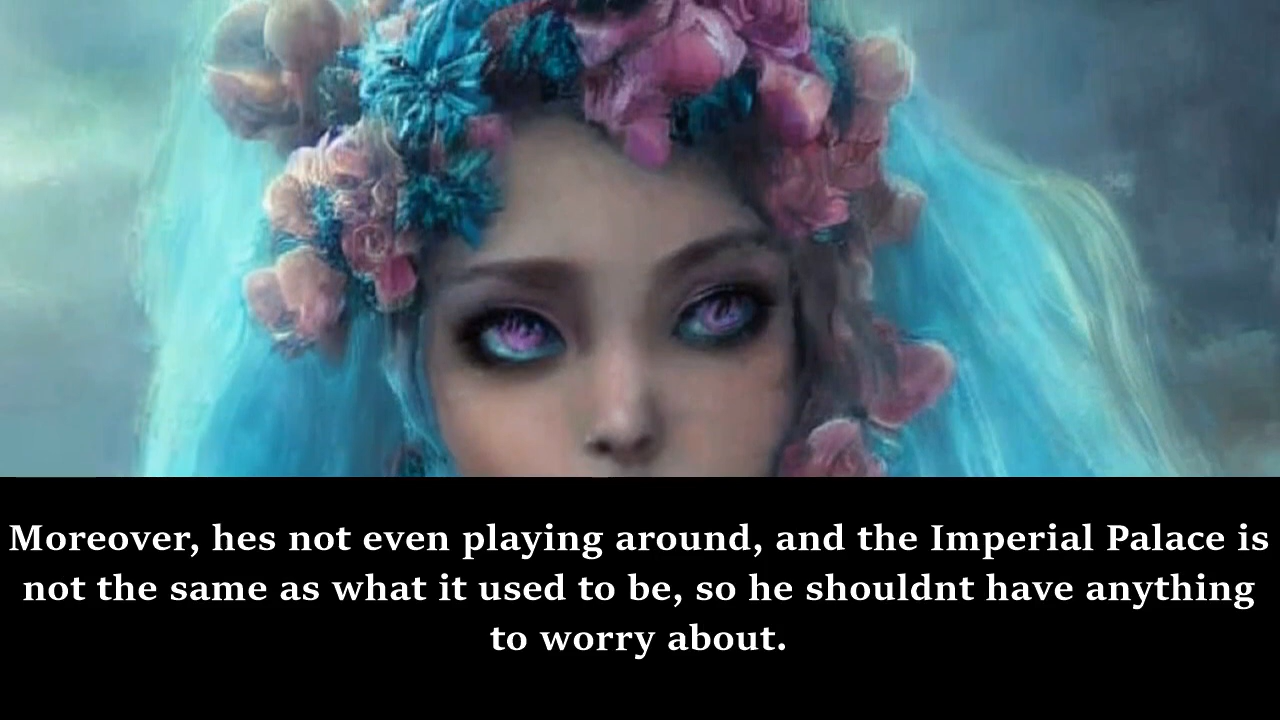 Moreover, hes not even playing around, and the Imperial Palace is
not the same as what it used to be, so he shouldnt have anything
to worry about.